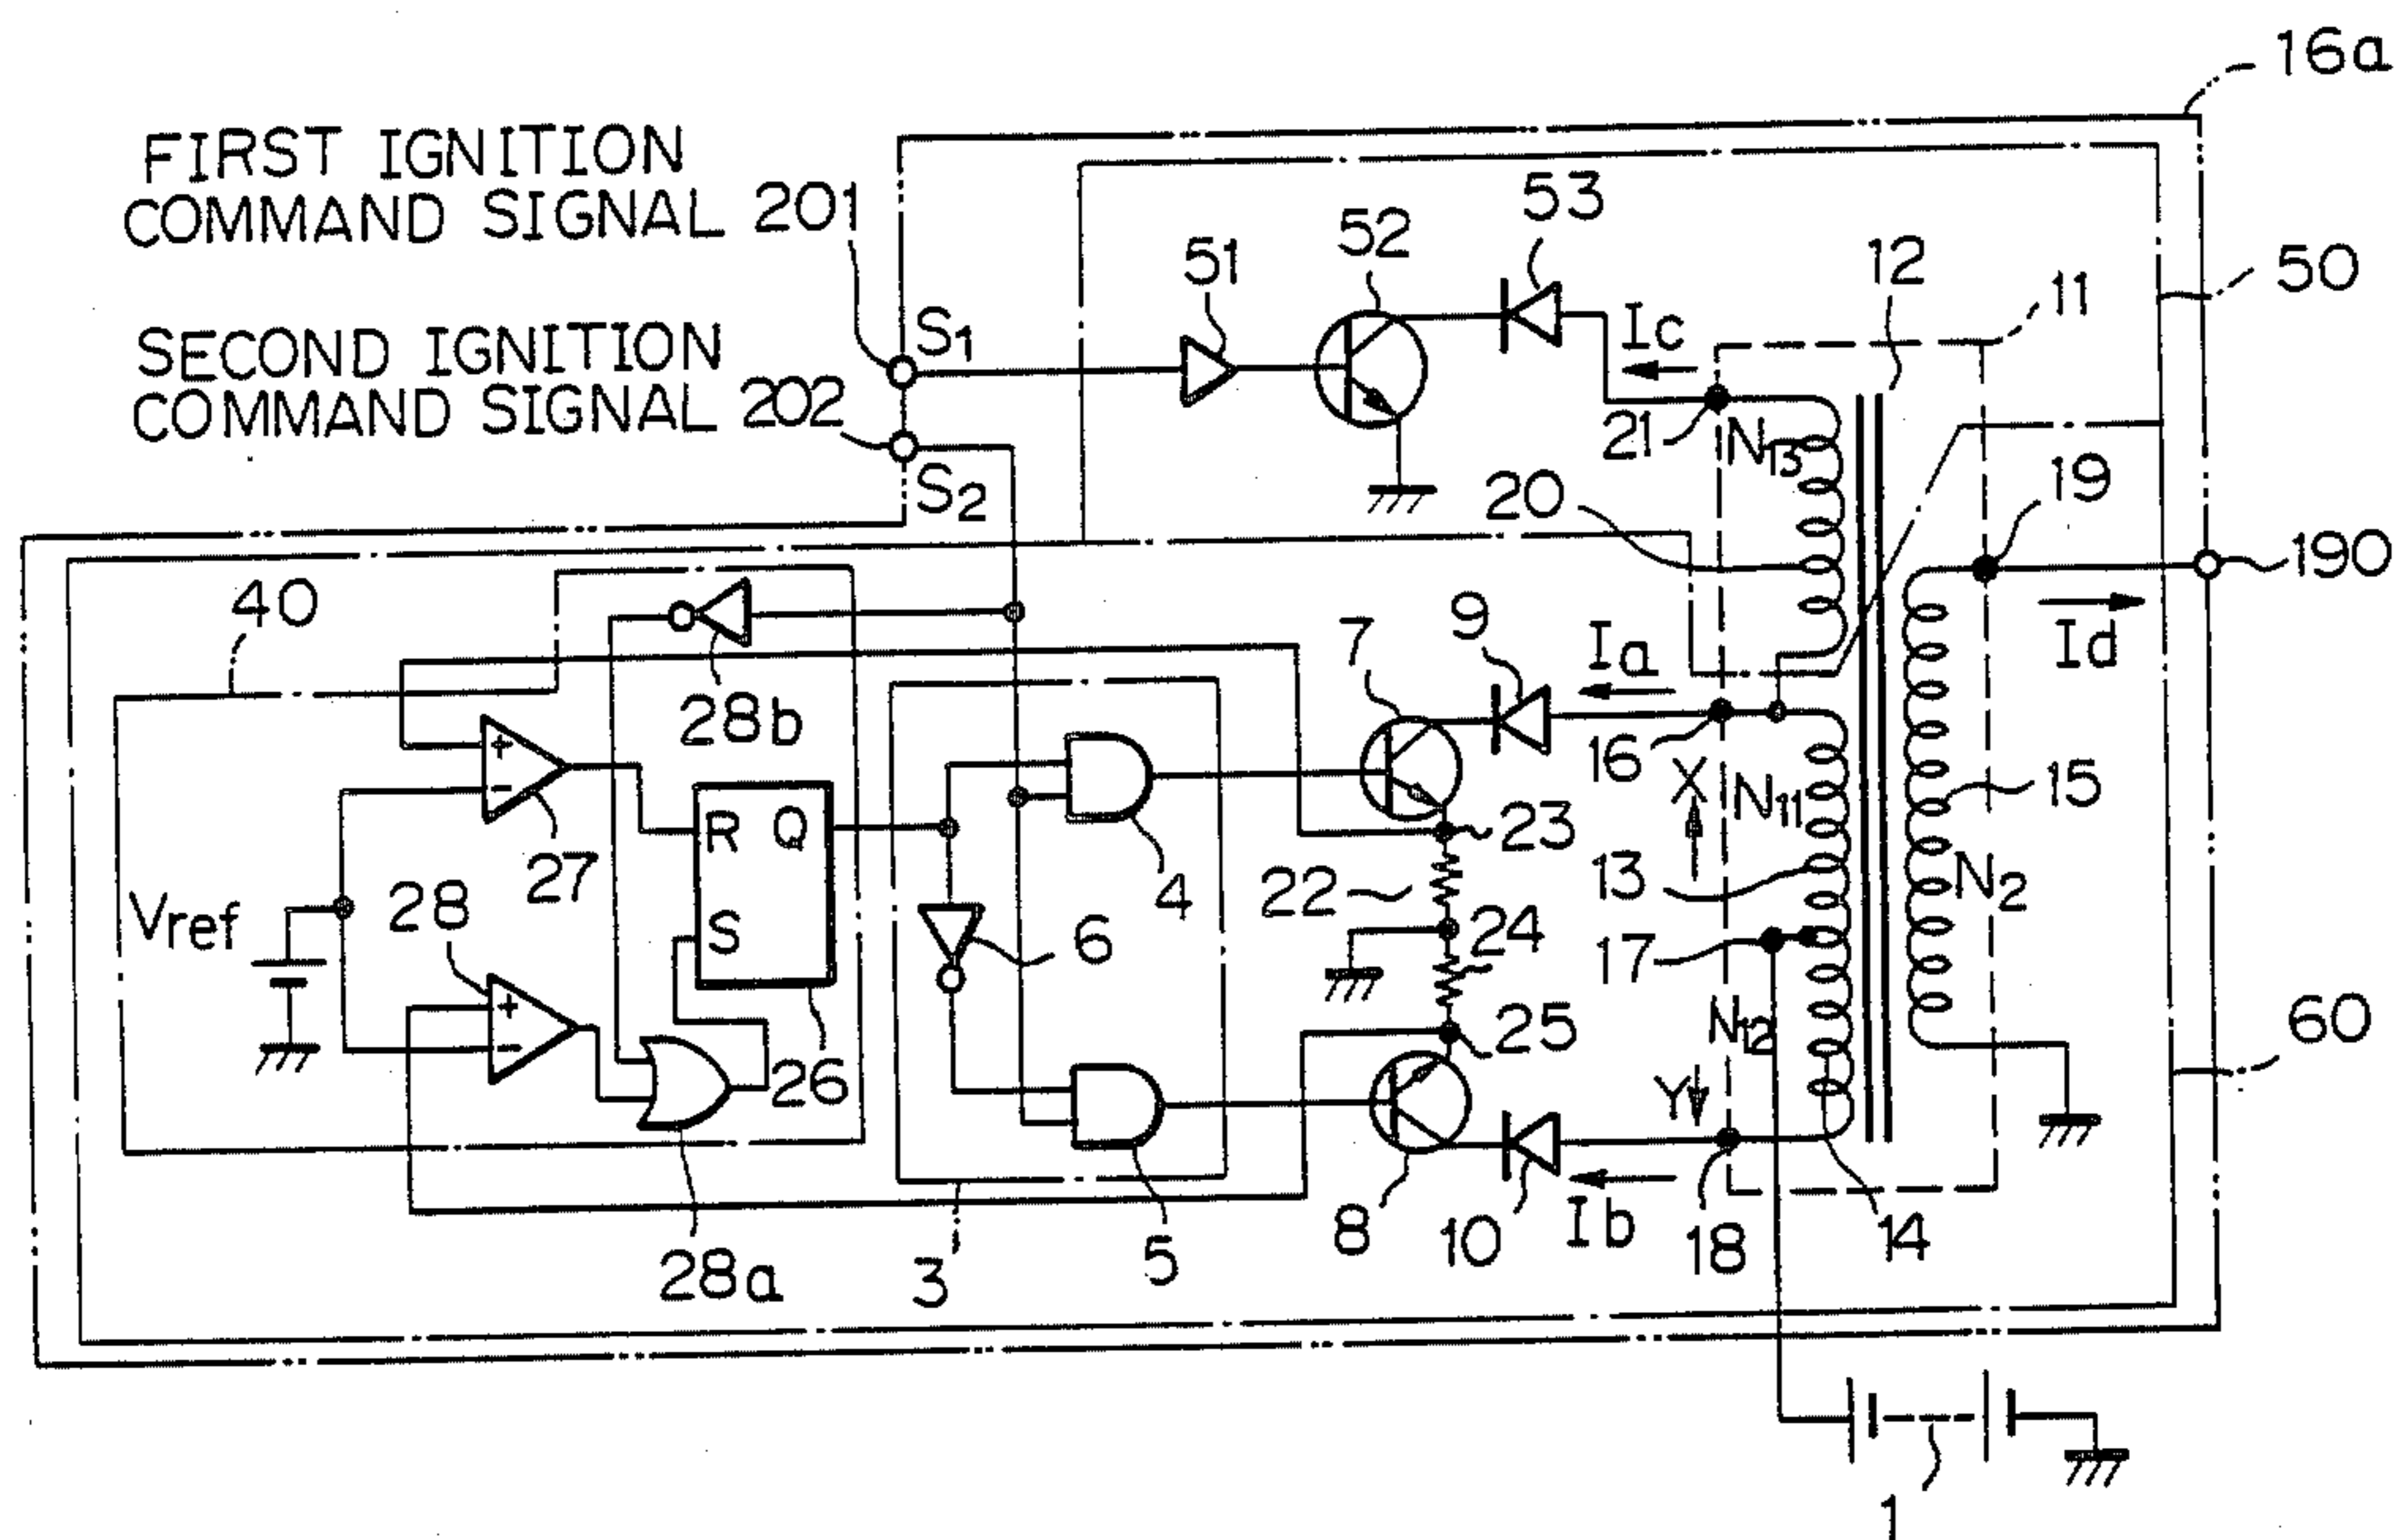 16a
FIRST IGNITION
COMMAND SIGNAL 201
53
52
51
12
50
11
S1
Ic
SECOND IGNITION
COMMAND SIGNAL 202
21
N13
S2
20
19
190
40
7
9
Ia
Id
28b
16
X
N11
15
+
-
R Q
23
27
4
22
13
N2
Vref
28
S
6
24
17
+
-
25
N12
60
26
Y
8
10
Ib
18
14
28a
3
5
1